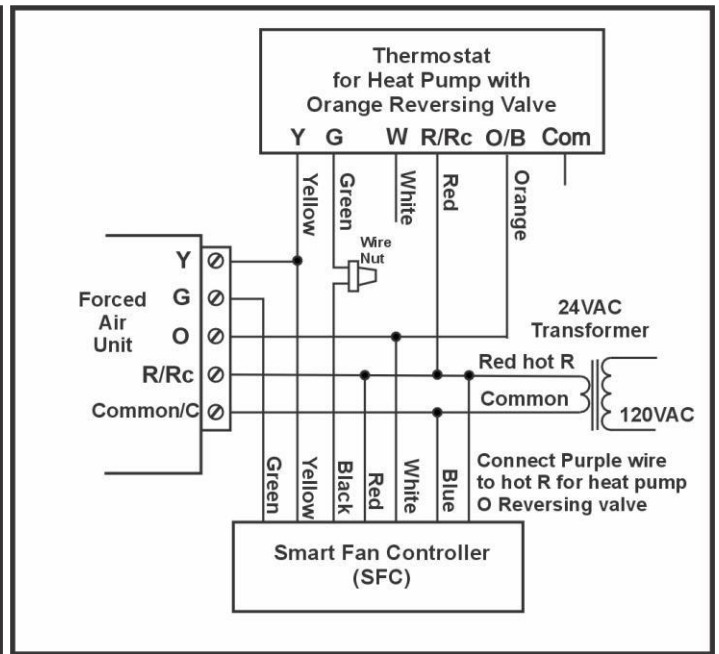 Thermostat
for Heat Pump with
Orange Reversing Valve
Y G W R/Rc O/B Com
Yellow
Green
White
Red
Orange
Wire
Nut
Forced
Air
Unit
Y
G
O
R/Rc
Common/C
24VAC
Transformer
Red hot R
Common
120VAC
Green
Yellow
Black
Red
White
Blue
Connect Purple wire
to hot R for heat pump
O Reversing valve
Smart Fan Controller
(SFC)